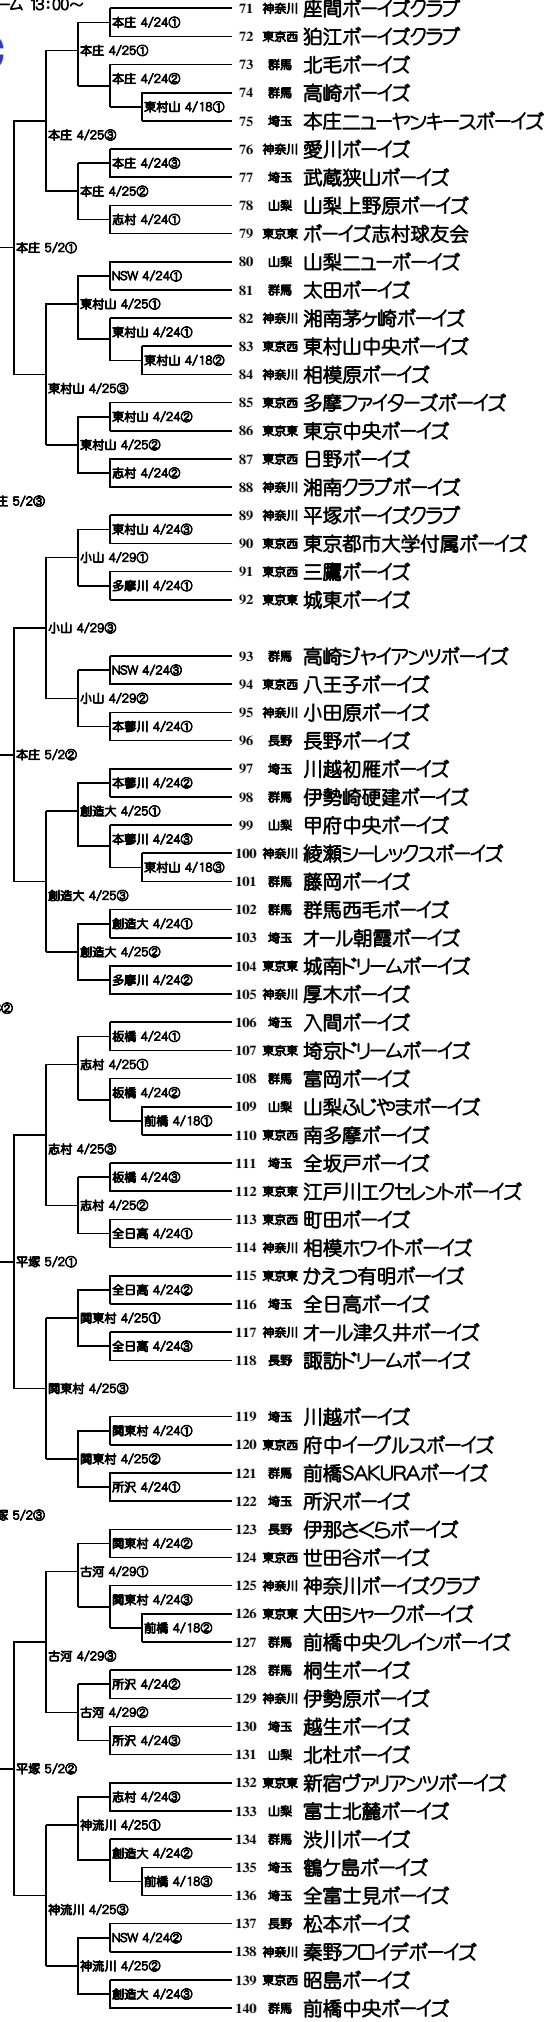 ーム 13:00～
C
71 神奈川 座間ボーイズクラブ
本庄 4/24①
72 東京西 狛江ボーイズクラブ
本庄 4/25①
73 群馬 北毛ボーイズ
本庄 4/24②
74 群馬 高崎ボーイズ
東村山 4/18①
75 埼玉 本庄ニューヤンキースボーイズ
本庄 4/25③
76 神奈川 愛川ボーイズ
本庄 4/24③
77 埼玉 武蔵狭山ボーイズ
本庄 4/25②
78 山梨 山梨上野原ボーイズ
志村 4/24①
79 東京東 ボーイズ志村球友会
本庄 5/2①
80 山梨 山梨ニューボーイズ
NSW 4/24①
81 群馬 太田ボーイズ
東村山 4/25①
82 神奈川 湘南茅ヶ崎ボーイズ
東村山 4/24①
83 東京西 東村山中央ボーイズ
東村山 4/18②
84 神奈川 相模原ボーイズ
東村山 4/25③
85 東京西 多摩ファイターズボーイズ
東村山 4/24②
86 東京東 東京中央ボーイズ
東村山 4/25②
87 東京西 日野ボーイズ
志村 4/24②
88 神奈川 湘南クラブボーイズ
庄 5/2③
89 神奈川 平塚ボーイズクラブ
東村山 4/24③
90 東京西 東京都市大学付属ボーイズ
小山 4/29①
91 東京西 三鷹ボーイズ
多摩川 4/24①
92 東京東 城東ボーイズ
小山 4/29③
93 群馬 高崎ジャイアンツボーイズ
NSW 4/24③
94 東京西 八王子ボーイズ
小山 4/29②
95 神奈川 小田原ボーイズ
本蓼川 4/24①
96 長野 長野ボーイズ
本庄 5/2②
97 埼玉 川越初雁ボーイズ
本蓼川 4/24②
98 群馬 伊勢崎硬建ボーイズ
創造大 4/25①
99 山梨 甲府中央ボーイズ
本蓼川 4/24③
100 神奈川 綾瀬シーレックスボーイズ
東村山 4/18③
101 群馬 藤岡ボーイズ
創造大 4/25③
102 群馬 群馬西毛ボーイズ
創造大 4/24①
103 埼玉 オール朝霞ボーイズ
創造大 4/25②
104 東京東 城南ドリームボーイズ
多摩川 4/24②
105 神奈川 厚木ボーイズ
②
106 埼玉 入間ボーイズ
板橋 4/24①
107 東京東 埼京ドリームボーイズ
志村 4/25①
108 群馬 富岡ボーイズ
板橋 4/24②
109 山梨 山梨ふじやまボーイズ
前橋 4/18①
110 東京西 南多摩ボーイズ
志村 4/25③
111 埼玉 全坂戸ボーイズ
板橋 4/24③
112 東京東 江戸川エクセレントボーイズ
志村 4/25②
113 東京西 町田ボーイズ
全日高 4/24①
114 神奈川 相模ホワイトボーイズ
平塚 5/2①
115 東京東 かえつ有明ボーイズ
全日高 4/24②
116 埼玉 全日高ボーイズ
関東村 4/25①
117 神奈川 オール津久井ボーイズ
全日高 4/24③
118 長野 諏訪ドリームボーイズ
関東村 4/25③
119 埼玉 川越ボーイズ
関東村 4/24①
120 東京西 府中イーグルスボーイズ
関東村 4/25②
121 群馬 前橋SAKURAボーイズ
所沢 4/24①
122 埼玉 所沢ボーイズ
塚 5/2③
123 長野 伊那さくらボーイズ
関東村 4/24②
124 東京西 世田谷ボーイズ
古河 4/29①
125 神奈川 神奈川ボーイズクラブ
関東村 4/24③
126 東京東 大田シャークボーイズ
前橋 4/18②
127 群馬 前橋中央クレインボーイズ
古河 4/29③
128 群馬 桐生ボーイズ
所沢 4/24②
129 神奈川 伊勢原ボーイズ
古河 4/29②
130 埼玉 越生ボーイズ
所沢 4/24③
131 山梨 北杜ボーイズ
平塚 5/2②
132 東京東 新宿ヴァリアンツボーイズ
志村 4/24③
133 山梨 富士北麓ボーイズ
神流川 4/25①
134 群馬 渋川ボーイズ
創造大 4/24②
135 埼玉 鶴ケ島ボーイズ
前橋 4/18③
136 埼玉 全富士見ボーイズ
神流川 4/25③
137 長野 松本ボーイズ
NSW 4/24②
138 神奈川 秦野フロイデボーイズ
神流川 4/25②
139 東京西 昭島ボーイズ
創造大 4/24③
140 群馬 前橋中央ボーイズ